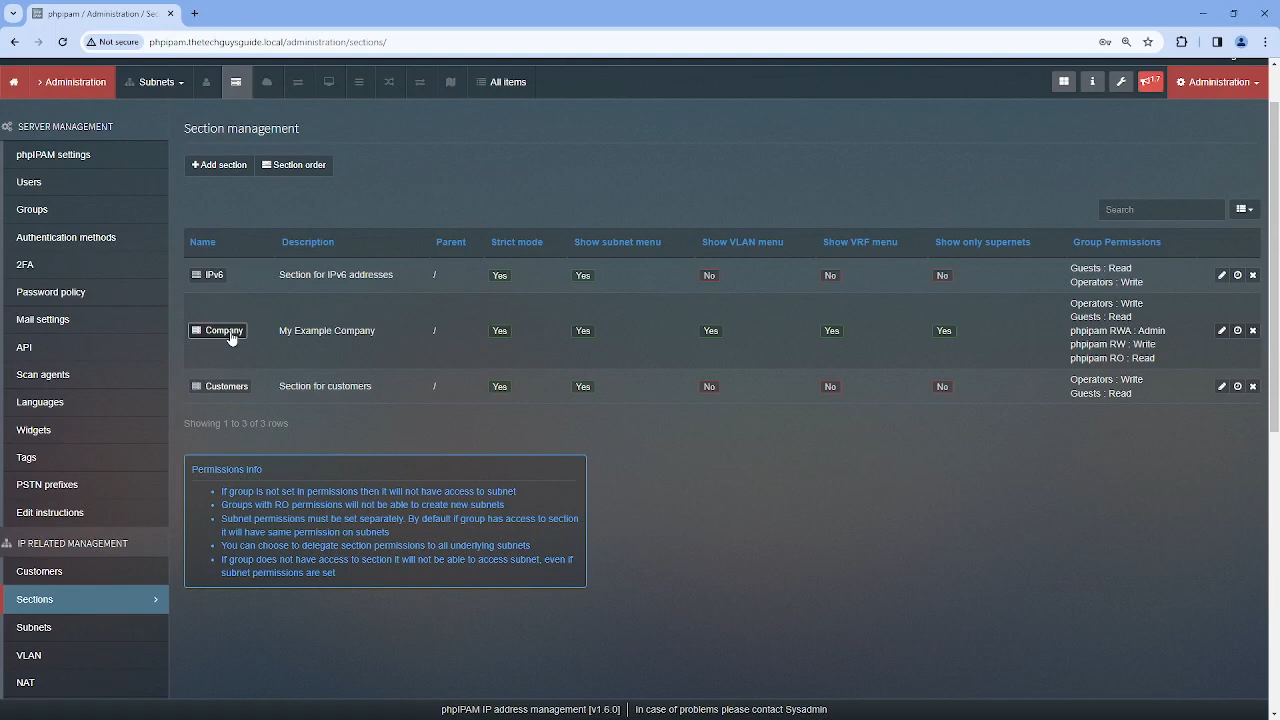 phpipam / Administration / Sec
Not secure
phpipam.thetechguysguide.local/administration/sections/
Administration
Subnets
All items
1.7
Administration
SERVER MANAGEMENT
Section management
phpIPAM settings
Add section
Section order
Users
Groups
Search
Authentication methods
Name
Description
Parent
Strict mode
Show subnet menu
Show VLAN menu
Show VRF menu
Show only supernets
Group Permissions
2FA
IPv6
Section for IPv6 addresses
/
Yes
Yes
No
No
No
Guests : Read
Operators : Write
Password policy
Mail settings
Company
My Example Company
/
Yes
Yes
Yes
Yes
Yes
Operators : Write
Guests : Read
phpipam RWA : Admin
phpipam RW : Write
phpipam RO : Read
API
Scan agents
Customers
Section for customers
/
Yes
Yes
No
No
No
Operators : Write
Guests : Read
Languages
Showing 1 to 3 of 3 rows
Widgets
Tags
Permissions info
PSTN prefixes
If group is not set in permissions then it will not have access to subnet
Groups with RO permissions will not be able to create new subnets
Edit instructions
Subnet permissions must be set separately. By default if group has access to section
it will have same permission on subnets
IP RELATED MANAGEMENT
You can choose to delegate section permissions to all underlying subnets
If group does not have access to section it will not be able to access subnet, even if
subnet permissions are set
Customers
Sections
Subnets
VLAN
NAT
phpIPAM IP address management [v1.6.0]
In case of problems please contact Sysadmin